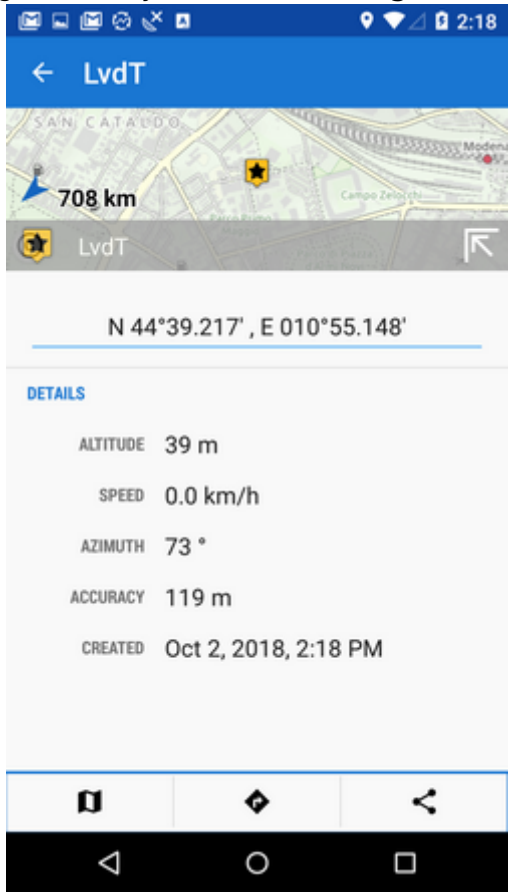 2:18
LvdT
SAN CATALDO
Modena
708 km
Campo Zelocchi
LvdT
N 44°39.217' , E 010°55.148'
DETAILS
ALTITUDE 39 m
SPEED 0.0 km/h
AZIMUTH 73 °
ACCURACY 119 m
CREATED Oct 2, 2018, 2:18 PM